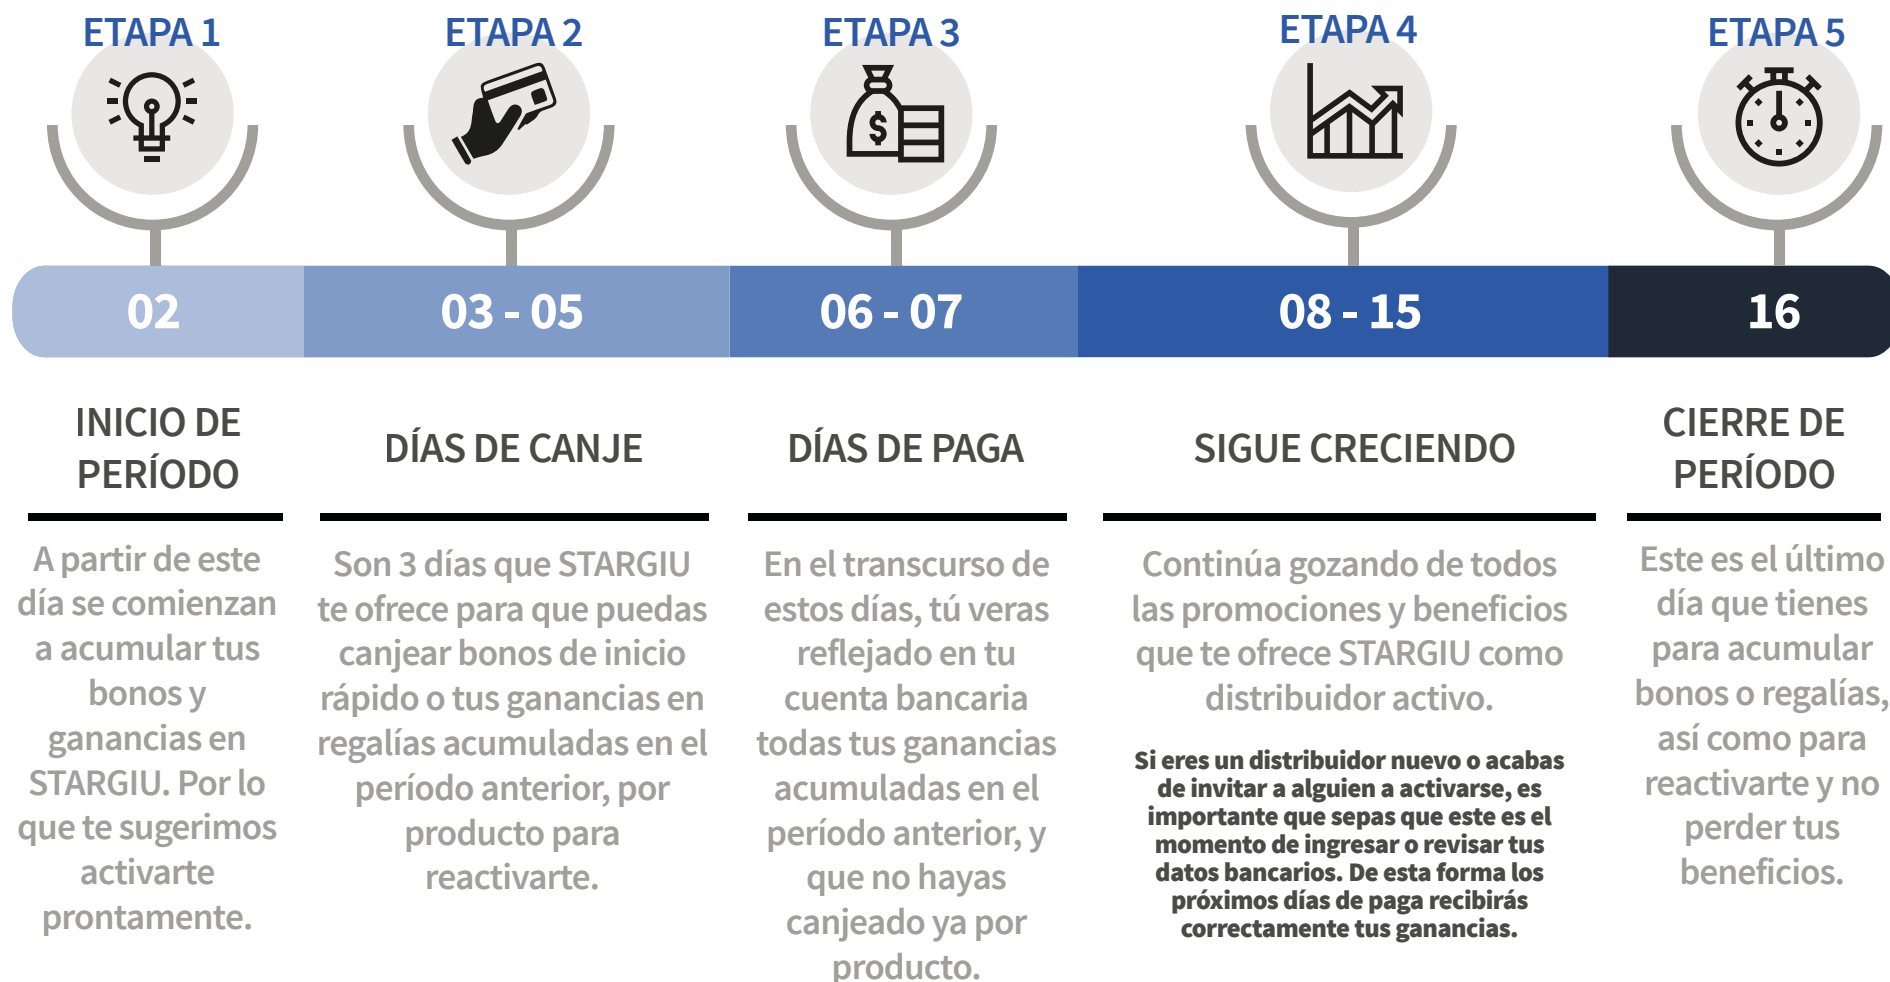 ETAPA 1
ETAPA 2
ETAPA 3
ETAPA 4
ETAPA 5
$
02
03 - 05
06 - 07
08 - 15
16
INICIO DE
PERÍODO
A partir de este
día se comienzan
a acumular tus
bonos y
ganancias en
STARGIU. Por lo
que te sugerimos
activarte
prontamente.
DÍAS DE CANJE
Son 3 días que STARGIU
te ofrece para que puedas
canjear bonos de inicio
rápido o tus ganancias en
regalías acumuladas en el
período anterior, por
producto para
reactivarte.
DÍAS DE PAGA
En el transcurso de
estos días, tú veras
reflejado en tu
cuenta bancaria
todas tus ganancias
acumuladas en el
período anterior, y
que no hayas
canjeado ya por
producto.
SIGUE CRECIENDO
Continúa gozando de todos
las promociones y beneficios
que te ofrece STARGIU como
distribuidor activo.
Si eres un distribuidor nuevo o acabas
de invitar a alguien a activarse, es
importante que sepas que este es el
momento de ingresar o revisar tus
datos bancarios. De esta forma los
próximos días de paga recibirás
correctamente tus ganancias.
CIERRE DE
PERÍODO
Este es el último
día que tienes
para acumular
bonos o regalías,
así como para
reactivarte y no
perder tus
beneficios.